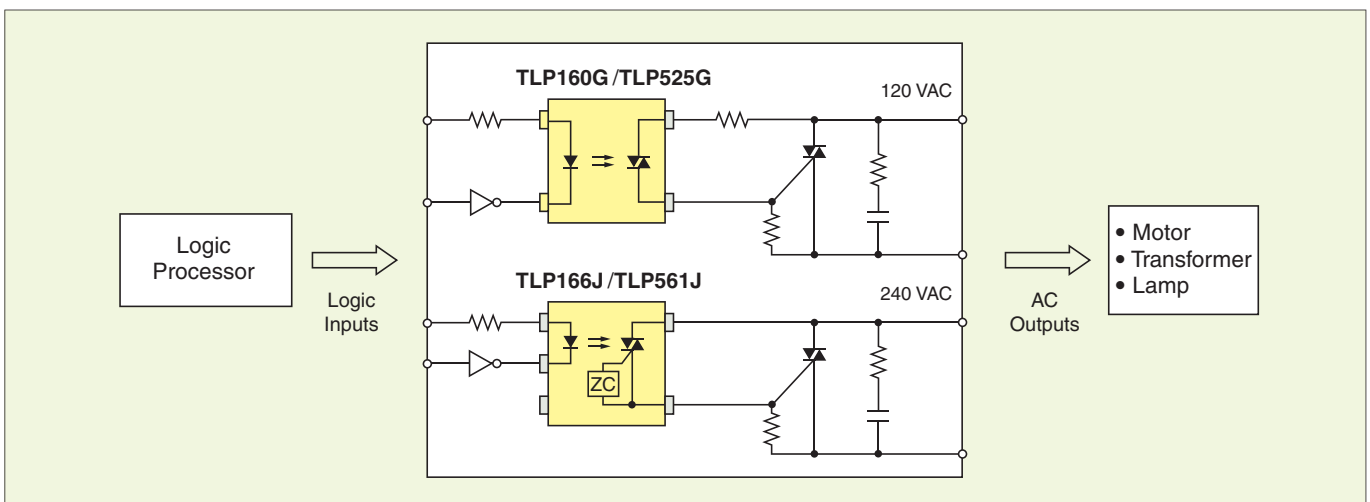 TLP160G/TLP525G
120 VAC
Logic
Processor
Logic
Inputs
TLP166J/TLP561J
240 VAC
ZC
AC
Outputs
• Motor
• Transformer
• Lamp